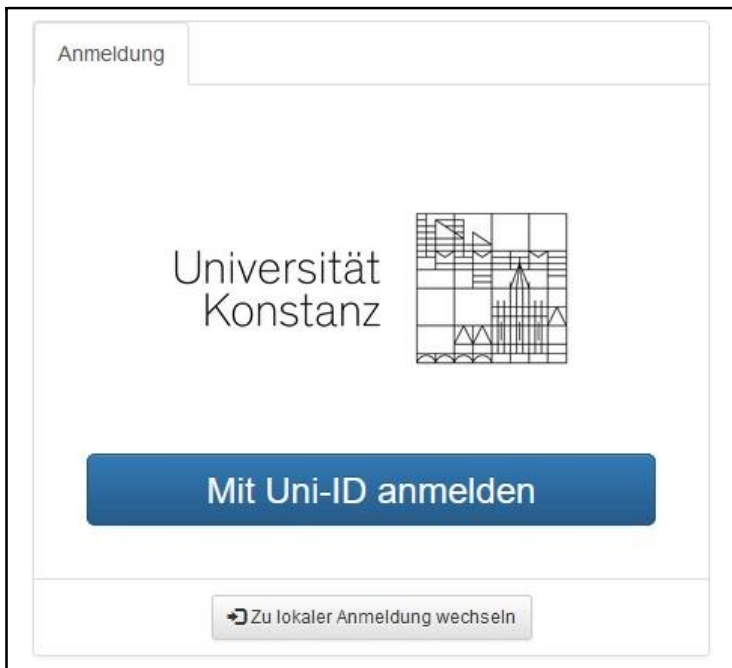 Anmeldung
Universität
Konstanz
Mit Uni-ID anmelden
Zu lokaler Anmeldung wechseln